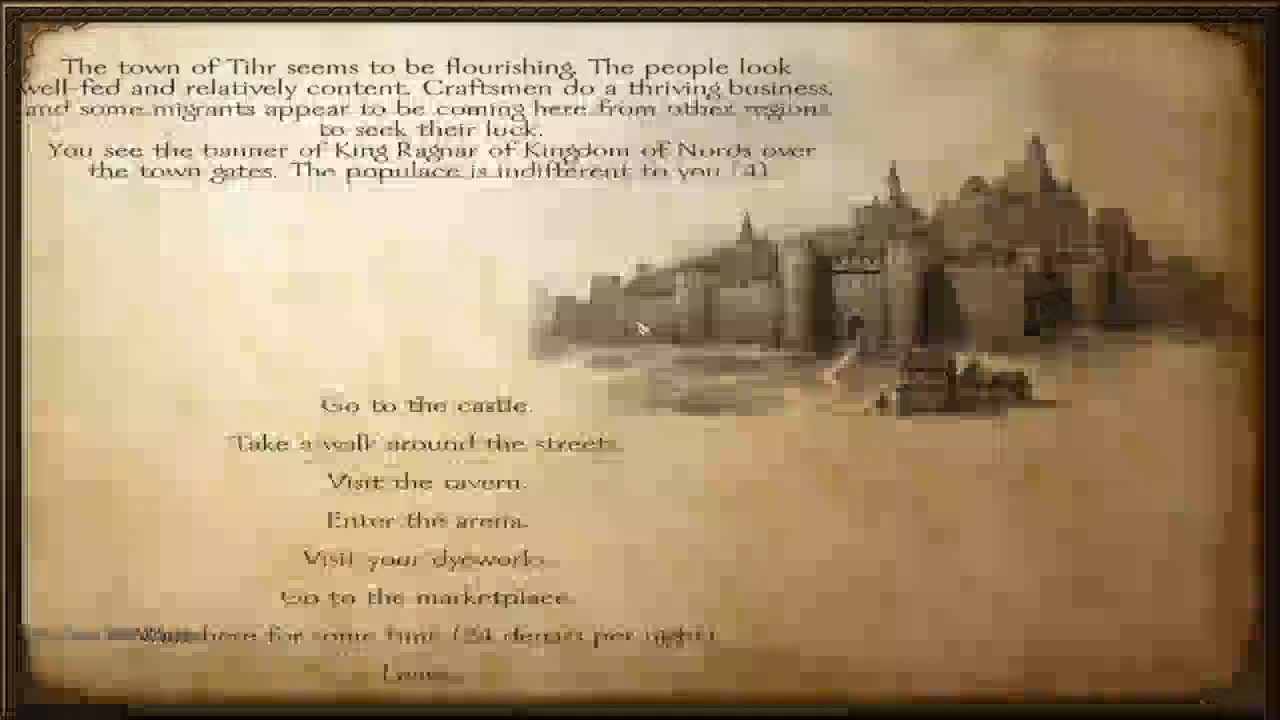 The town of Tihr seems to be flourishing. The people look
well-fed and relatively content. Craftsmen do a thriving business,
and some migrants appear to be coming here from other regions
to seek their luck.
You see the banner of King Ragnar of Kingdom of Nords over
the town gates. The populace is indifferent to you (4)
Go to the castle.
Take a walk around the streets.
Visit the tavern.
Enter the arena.
Visit your dyeworks.
Go to the marketplace.
here for some time (24 denars per night)
Leave...